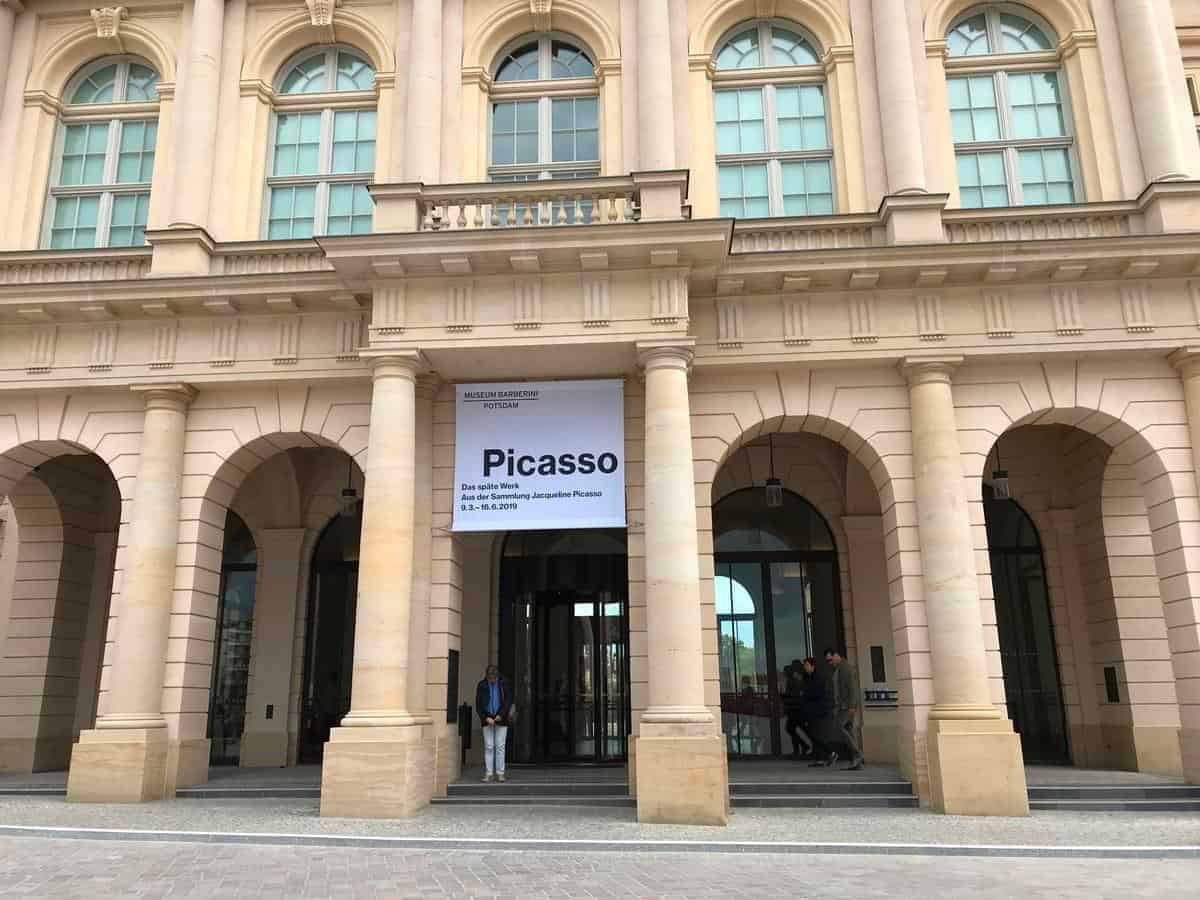 MUSEUM BARBERINI
POTSDAM
Picasso
Das späte Werk
Aus der Sammlung Jacqueline Picasso
9.3.–16.6.2019